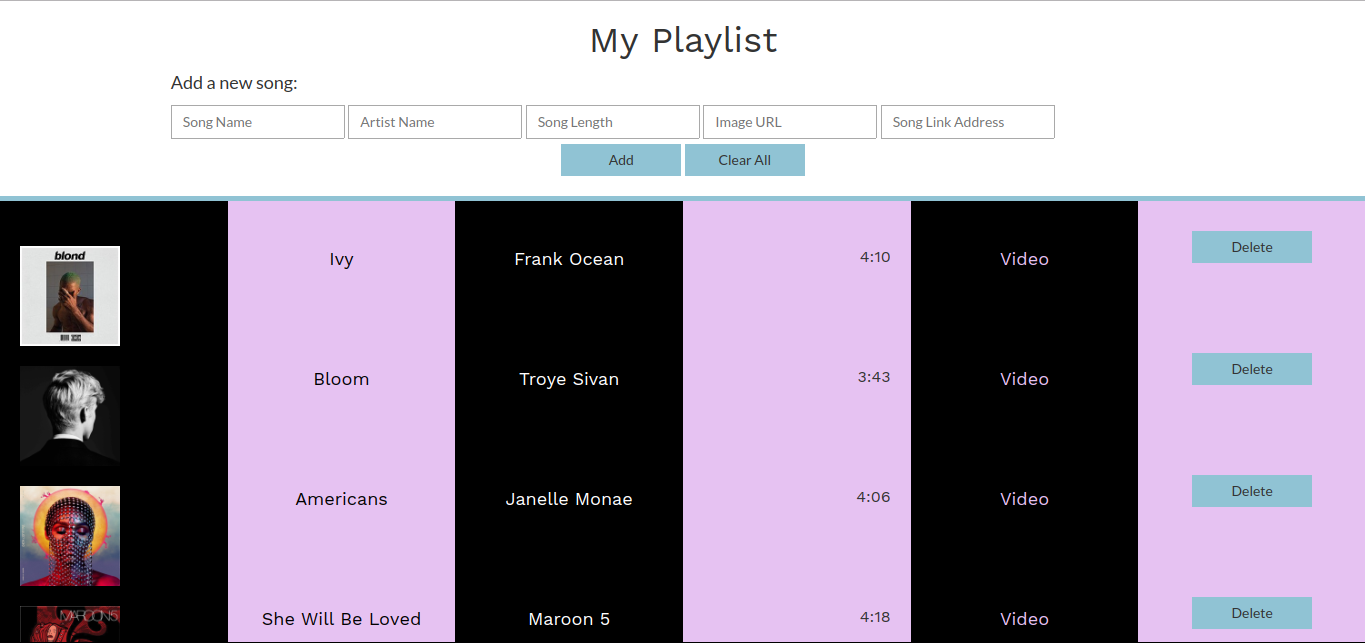 My Playlist
Add a new song:
Song Name Artist Name Song Length Image URL Song Link Address
Add Clear All
blond Ivy Frank Ocean 4:10 Video Delete
Bloom Troye Sivan 3:43 Video Delete
Americans Janelle Monae 4:06 Video Delete
MAROON5 She Will Be Loved Maroon 5 4:18 Video Delete